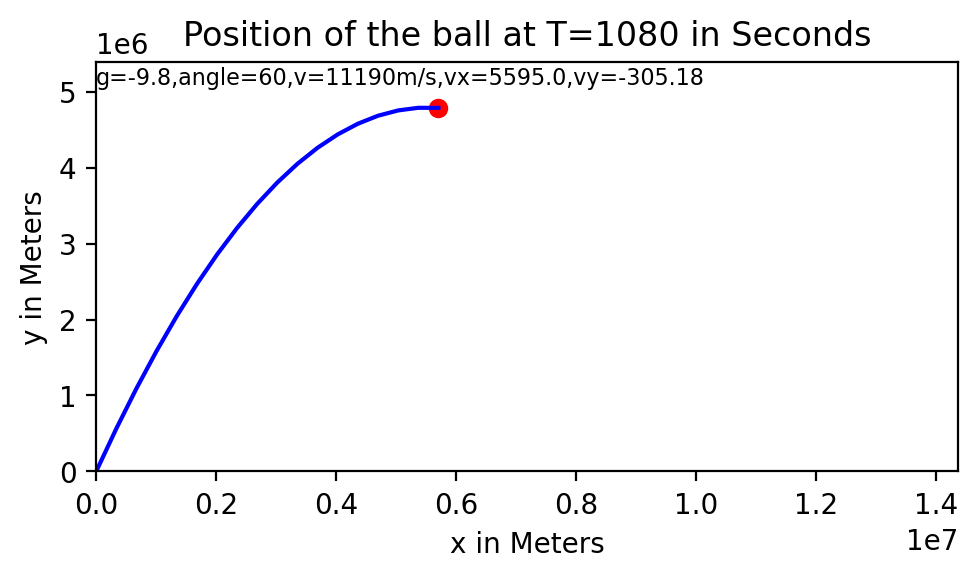 Position of the ball at T=1080 in Seconds
1e6
g=-9.8,angle=60,v=11190m/s,vx=5595.0,vy=-305.18
5
4
3
2
1
0
y in Meters
0.0 0.2 0.4 0.6 0.8 1.0 1.2 1.4
1e7
x in Meters